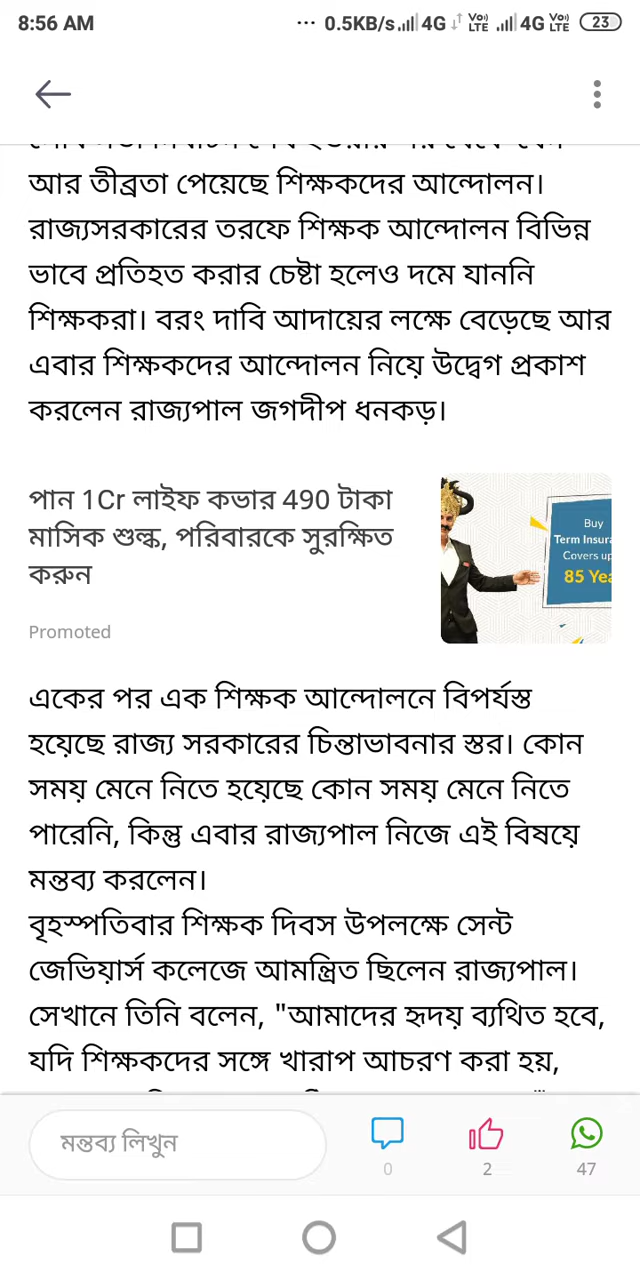 8:56 AM
... 0.5KB/s 4G Vo) LTE 4G Vo) LTE 23
আর তীব্রতা পেয়েছে শিক্ষকদের আন্দোলন।
রাজ্যসরকারের তরফে শিক্ষক আন্দোলন বিভিন্ন
ভাবে প্রতিহত করার চেষ্টা হলেও দমে যাননি
শিক্ষকরা। বরং দাবি আদায়ের লক্ষে বেড়েছে আর
এবার শিক্ষকদের আন্দোলন নিয়ে উদ্বেগ প্রকাশ
করলেন রাজ্যপাল জগদীপ ধনকড়।
পান 1Cr লাইফ কভার 490 টাকা
মাসিক শুল্ক, পরিবারকে সুরক্ষিত
করুন
Promoted
Buy
Term Insura
Covers up
85 Yea
একের পর এক শিক্ষক আন্দোলনে বিপর্যস্ত
হয়েছে রাজ্য সরকারের চিন্তাভাবনার স্তর। কোন
সময় মেনে নিতে হয়েছে কোন সময় মেনে নিতে
পারেনি, কিন্তু এবার রাজ্যপাল নিজে এই বিষয়ে
মন্তব্য করলেন।
বৃহস্পতিবার শিক্ষক দিবস উপলক্ষে সেন্ট
জেভিয়ার্স কলেজে আমন্ত্রিত ছিলেন রাজ্যপাল।
সেখানে তিনি বলেন, "আমাদের হৃদয় ব্যথিত হবে,
যদি শিক্ষকদের সঙ্গে খারাপ আচরণ করা হয়,
মন্তব্য লিখুন
0
2
47